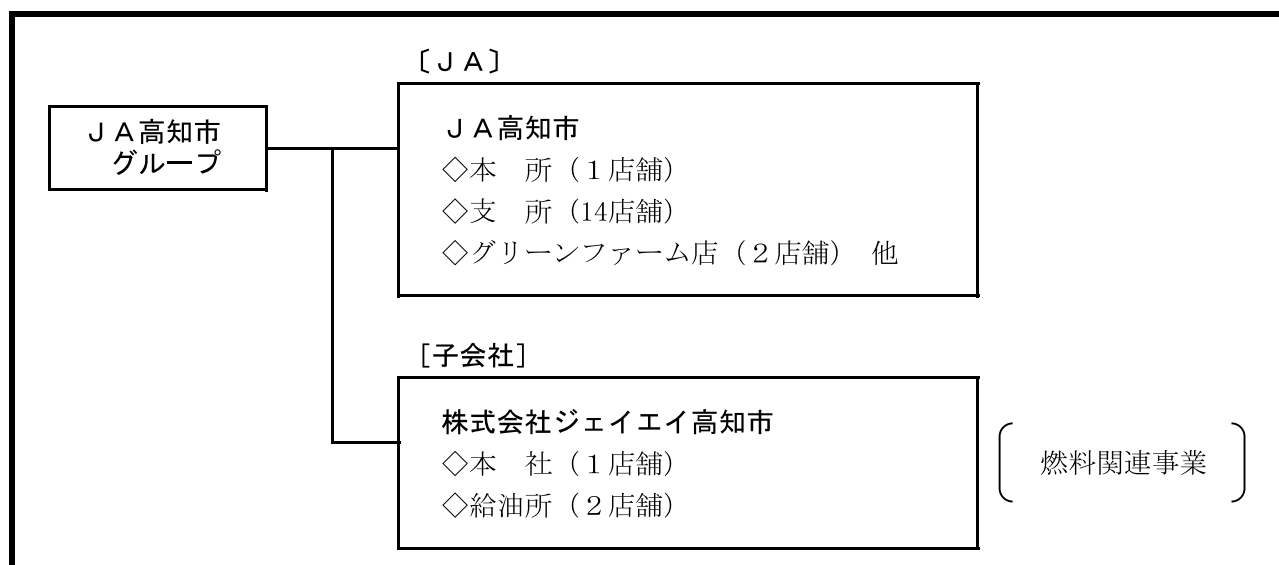 〔ＪＡ〕
ＪＡ高知市
グループ
ＪＡ高知市
◇本　所（１店舗）
◇支　所（14店舗）
◇グリーンファーム店（２店舗）　他
［子会社］
株式会社ジェイエイ高知市
◇本　社（１店舗）
◇給油所（２店舗）
燃料関連事業